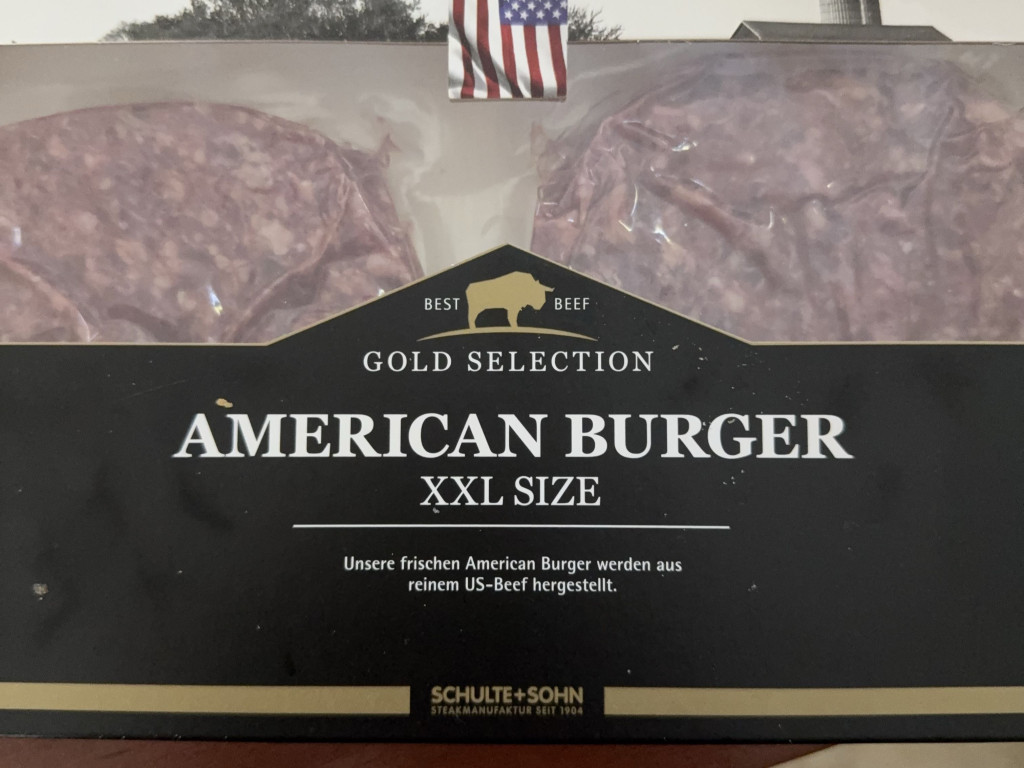 BEST BEEF
GOLD SELECTION
AMERICAN BURGER
XXL SIZE
Unsere frischen American Burger werden aus
reinem US-Beef hergestellt.
SCHULTE+SOHN
STEAKMANUFAKTUR SEIT 1904